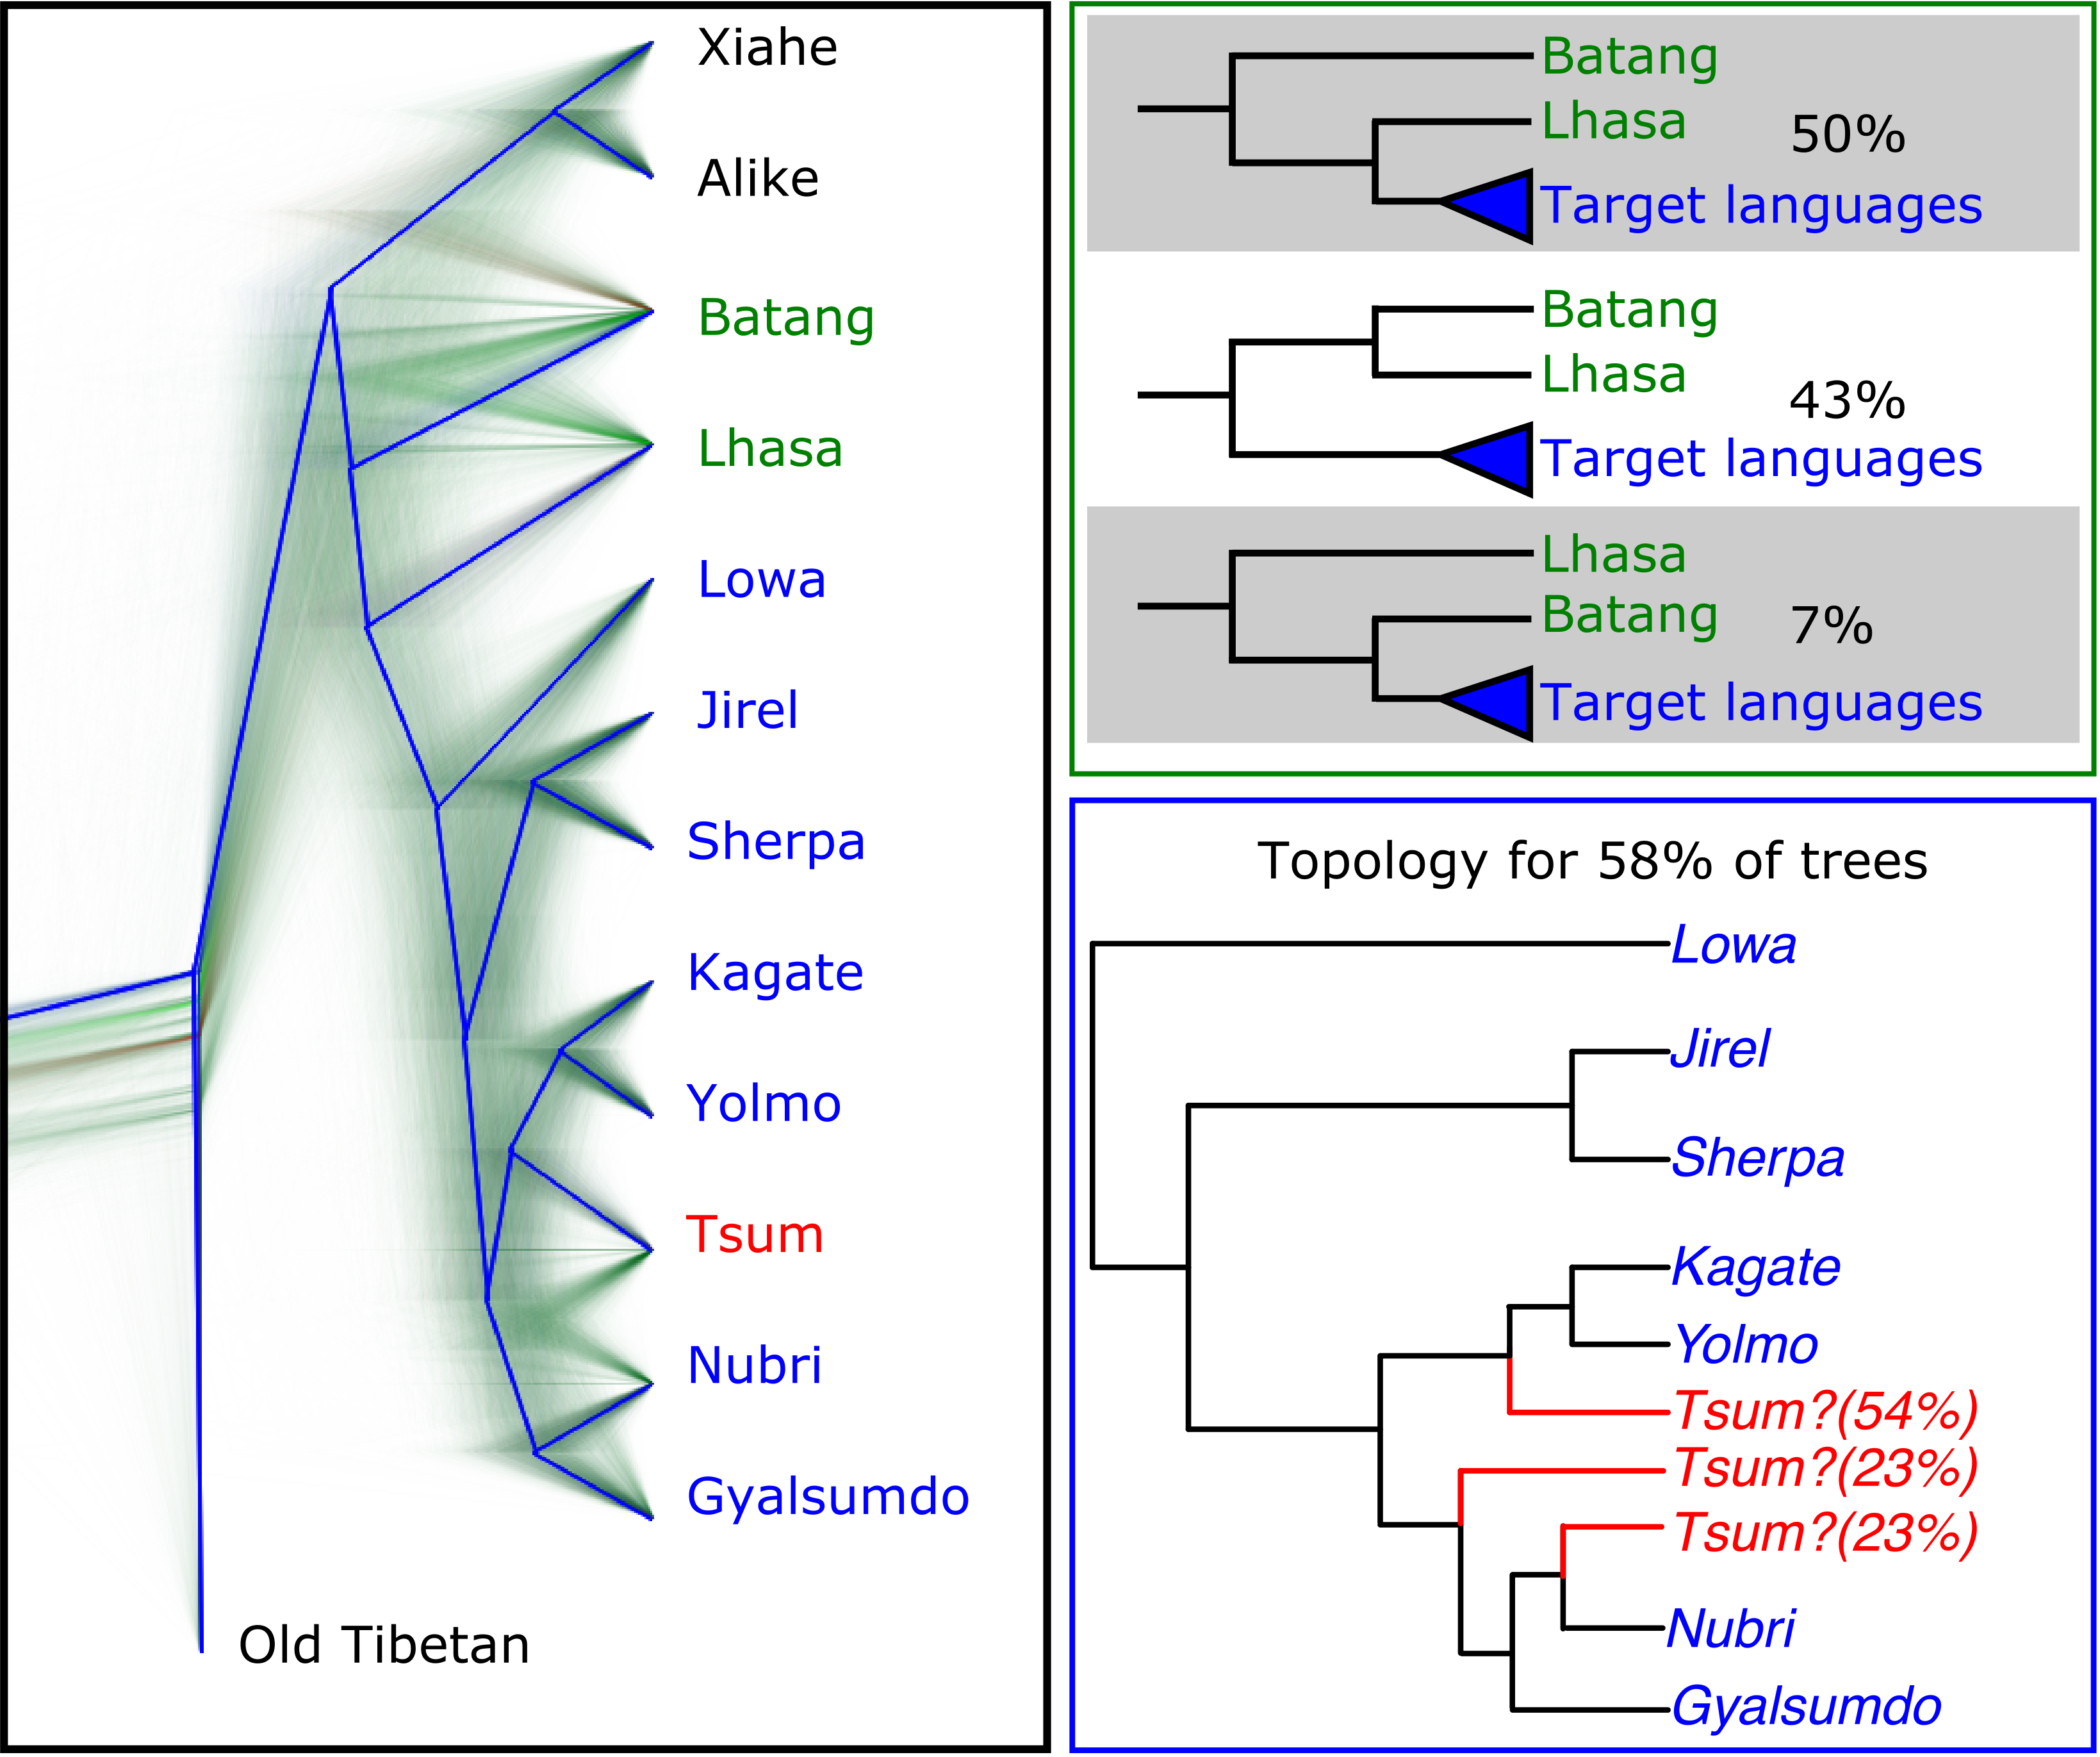 Xiahe
Alike
Batang
Lhasa
Lowa
Jirel
Sherpa
Kagate
Yolmo
Tsum
Nubri
Gyalsumdo
Old Tibetan
Batang
Lhasa
50%
Target languages
Batang
Lhasa
43%
Target languages
Lhasa
Batang
7%
Target languages
Topology for 58% of trees
Lowa
Jirel
Sherpa
Kagate
Yolmo
Tsum?(54%)
Tsum?(23%)
Tsum?(23%)
Nubri
Gyalsumdo